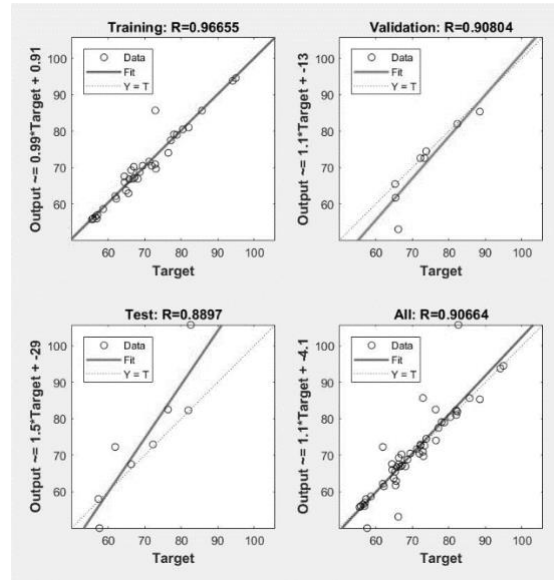 Training: R=0.96655
Output ~= 0.99*Target + 0.91
100
90
80
70
60
Data
Fit
Y = T
60 70 80 90 100
Target
Validation: R=0.90804
Output ~= 1.1*Target + -13
100
90
80
70
60
Data
Fit
Y = T
60 70 80 90 100
Target
Test: R=0.8897
Output ~= 1.5*Target + -29
100
90
80
70
60
Data
Fit
Y = T
60 70 80 90 100
Target
All: R=0.90664
Output ~= 1.1*Target + -4.1
100
90
80
70
60
Data
Fit
Y = T
60 70 80 90 100
Target